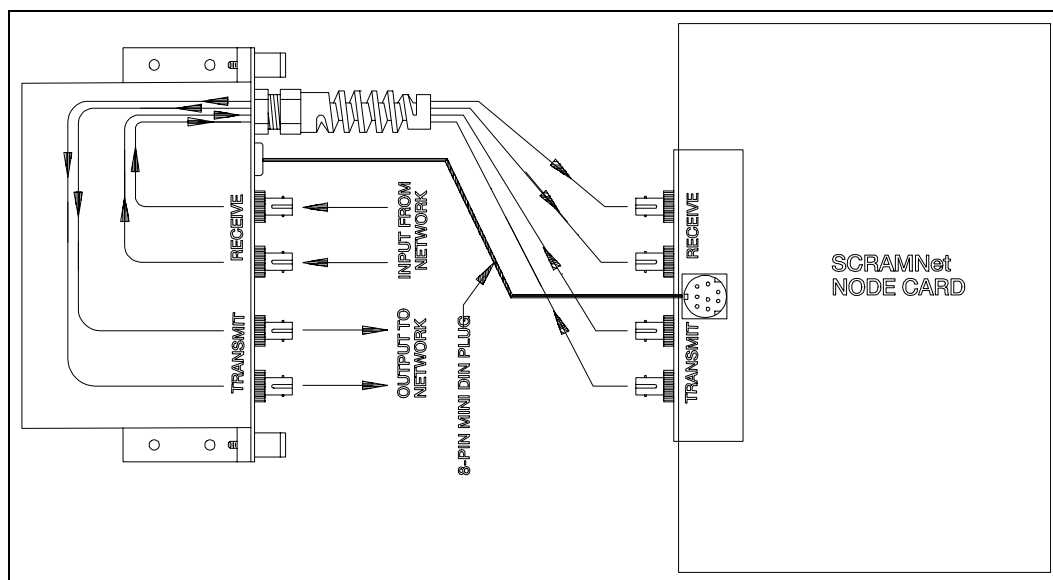 RECEIVE
TRANSMIT
INPUT FROM
NETWORK
OUTPUT TO
NETWORK
8-PIN MINI DIN PLUG
RECEIVE
TRANSMIT
SCRAMNet
NODE CARD